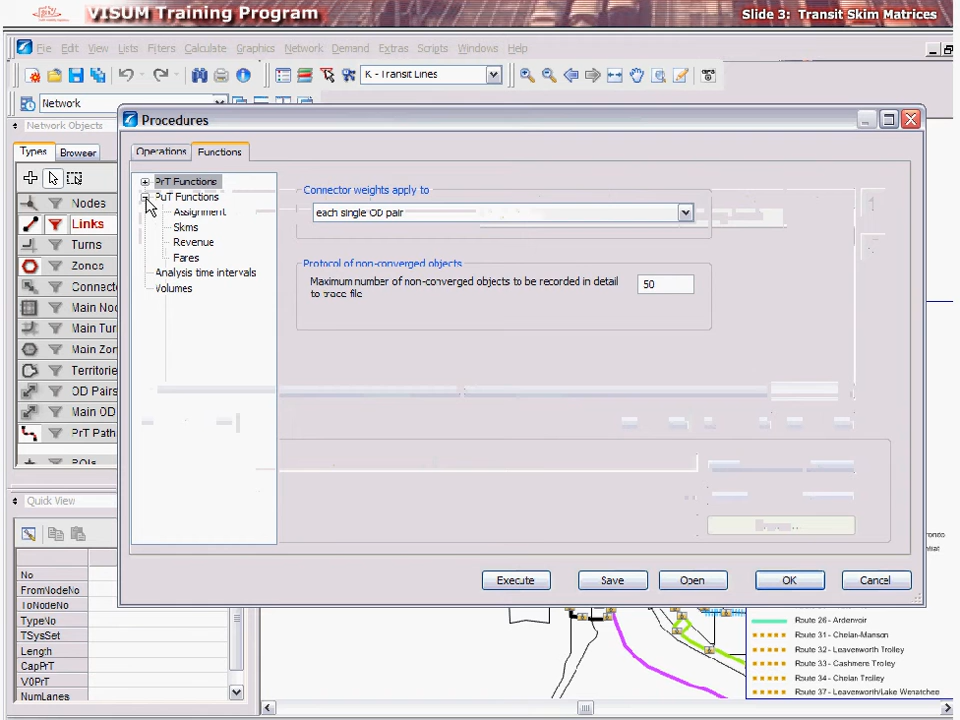 VISUM Training Program
Slide 3: Transit Skim Matrices
File Edit View Lists Filters Calculate Graphics Network Demand Extras Scripts Windows Help
K - Transit Lines
Network
Network Objects
Procedures
Types Browser
Operations Functions
Nodes
Links
Turns
Zones
Connect
Main Nod
Main Tur
Main Zor
Territorie
OD Pairs
Main OD
PrT Path
POIs
PrT Functions
PuT Functions
Assignment
Skms
Revenue
Fares
Analysis time intervals
Volumes
Connector weights apply to
each single OD pair
Protocol of non-converged objects
Maximum number of non-converged objects to be recorded in detail
to trace file
50
Execute Save Open OK Cancel
Quick View
No
FromNodeNo
ToNodeNo
TypeNo
TSysSet
Length
CapPrT
V0PrT
NumLanes
Route 26 - Ardenvoir
Route 31 - Chelan-Manson
Route 32 - Leavenworth Trolley
Route 33 - Cashmere Trolley
Route 34 - Chelan Trolley
Route 37 - Leavenworth/Lake Wenatchee